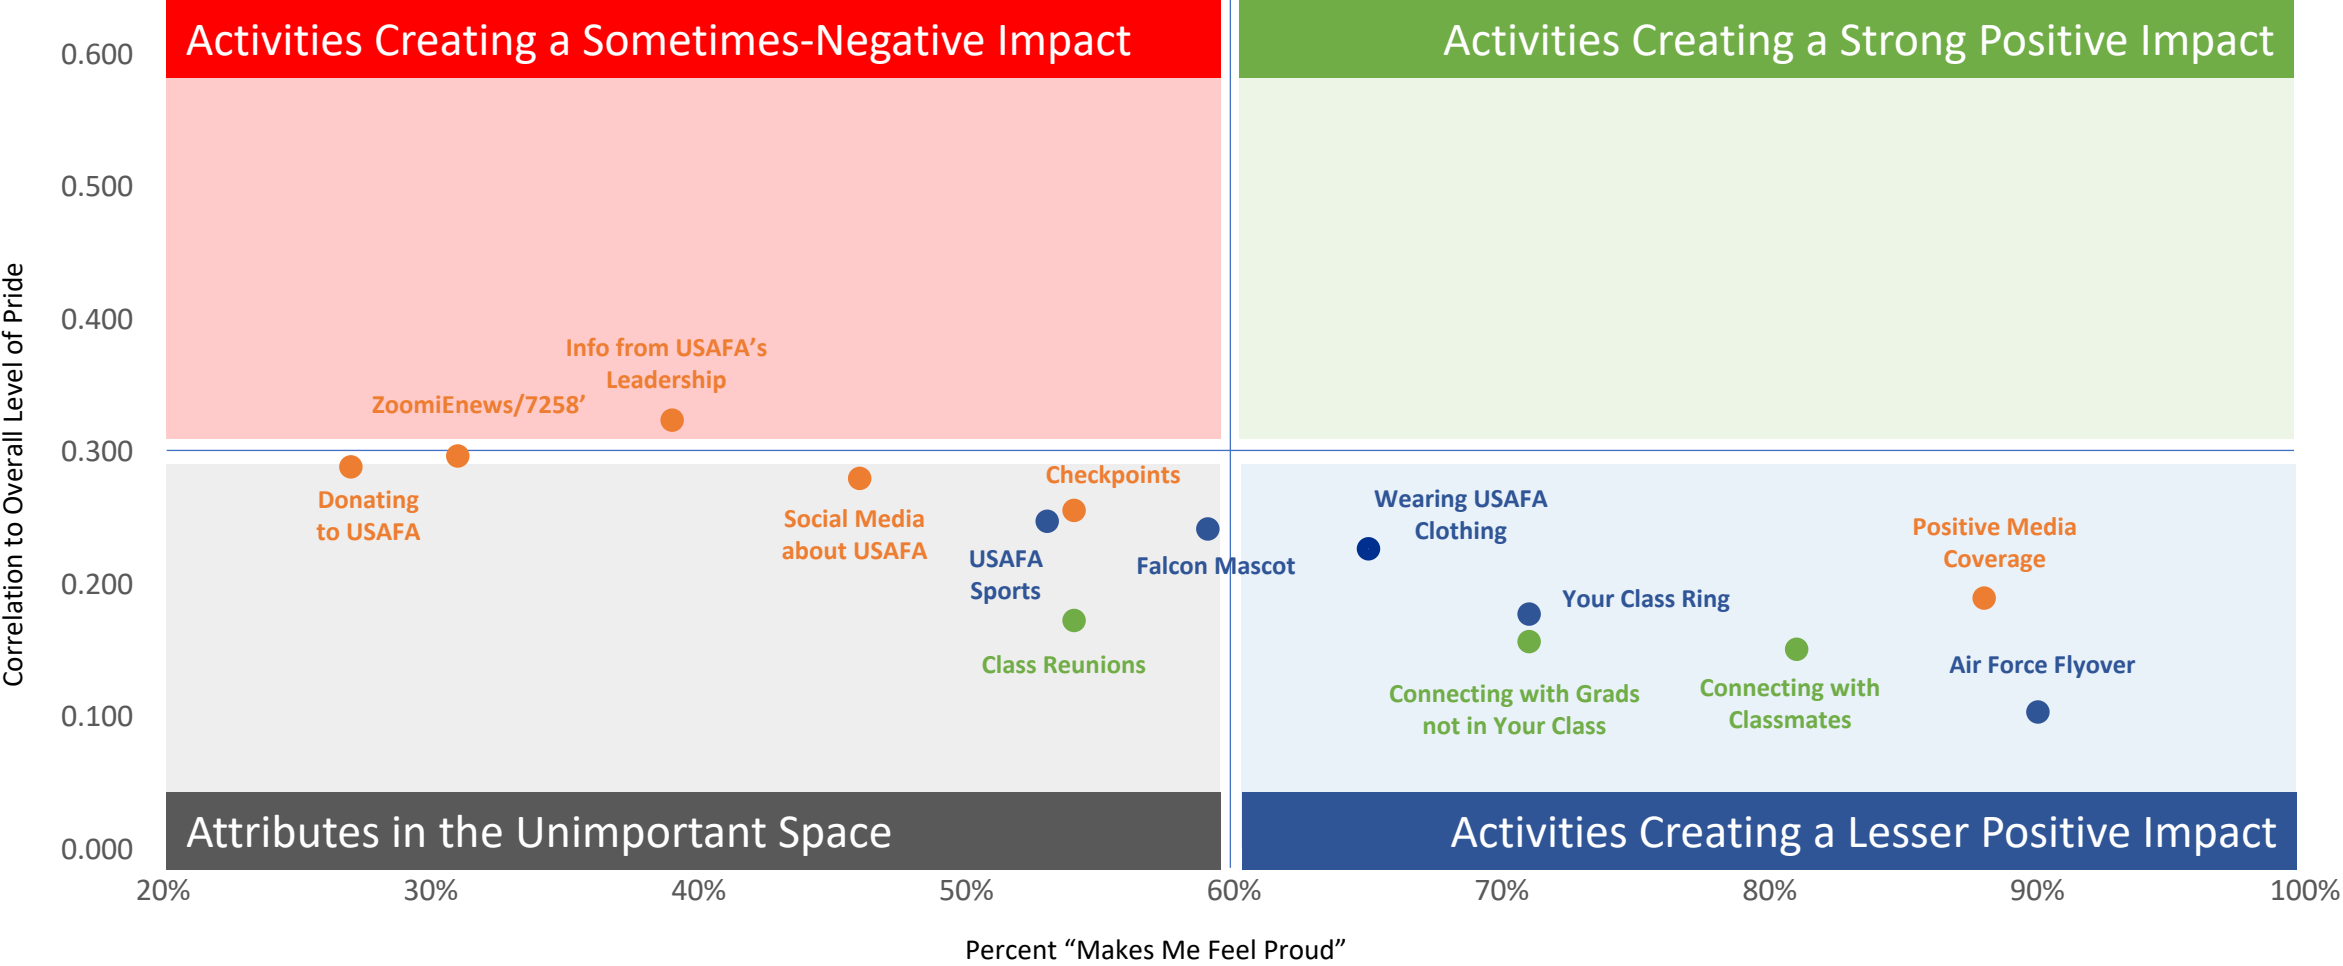 Activities Creating a Sometimes-Negative Impact
Activities Creating a Strong Positive Impact
0.600
0.500
0.400
0.300
0.200
0.100
0.000
Correlation to Overall Level of Pride
Info from USAFA’s
Leadership
ZoomiEnews/7258’
Donating
to USAFA
Social Media
about USAFA
Checkpoints
USAFA
Sports
Falcon Mascot
Class Reunions
Wearing USAFA
Clothing
Your Class Ring
Connecting with Grads
not in Your Class
Connecting with
Classmates
Positive Media
Coverage
Air Force Flyover
Attributes in the Unimportant Space
Activities Creating a Lesser Positive Impact
20%
30%
40%
50%
60%
70%
80%
90%
100%
Percent “Makes Me Feel Proud”